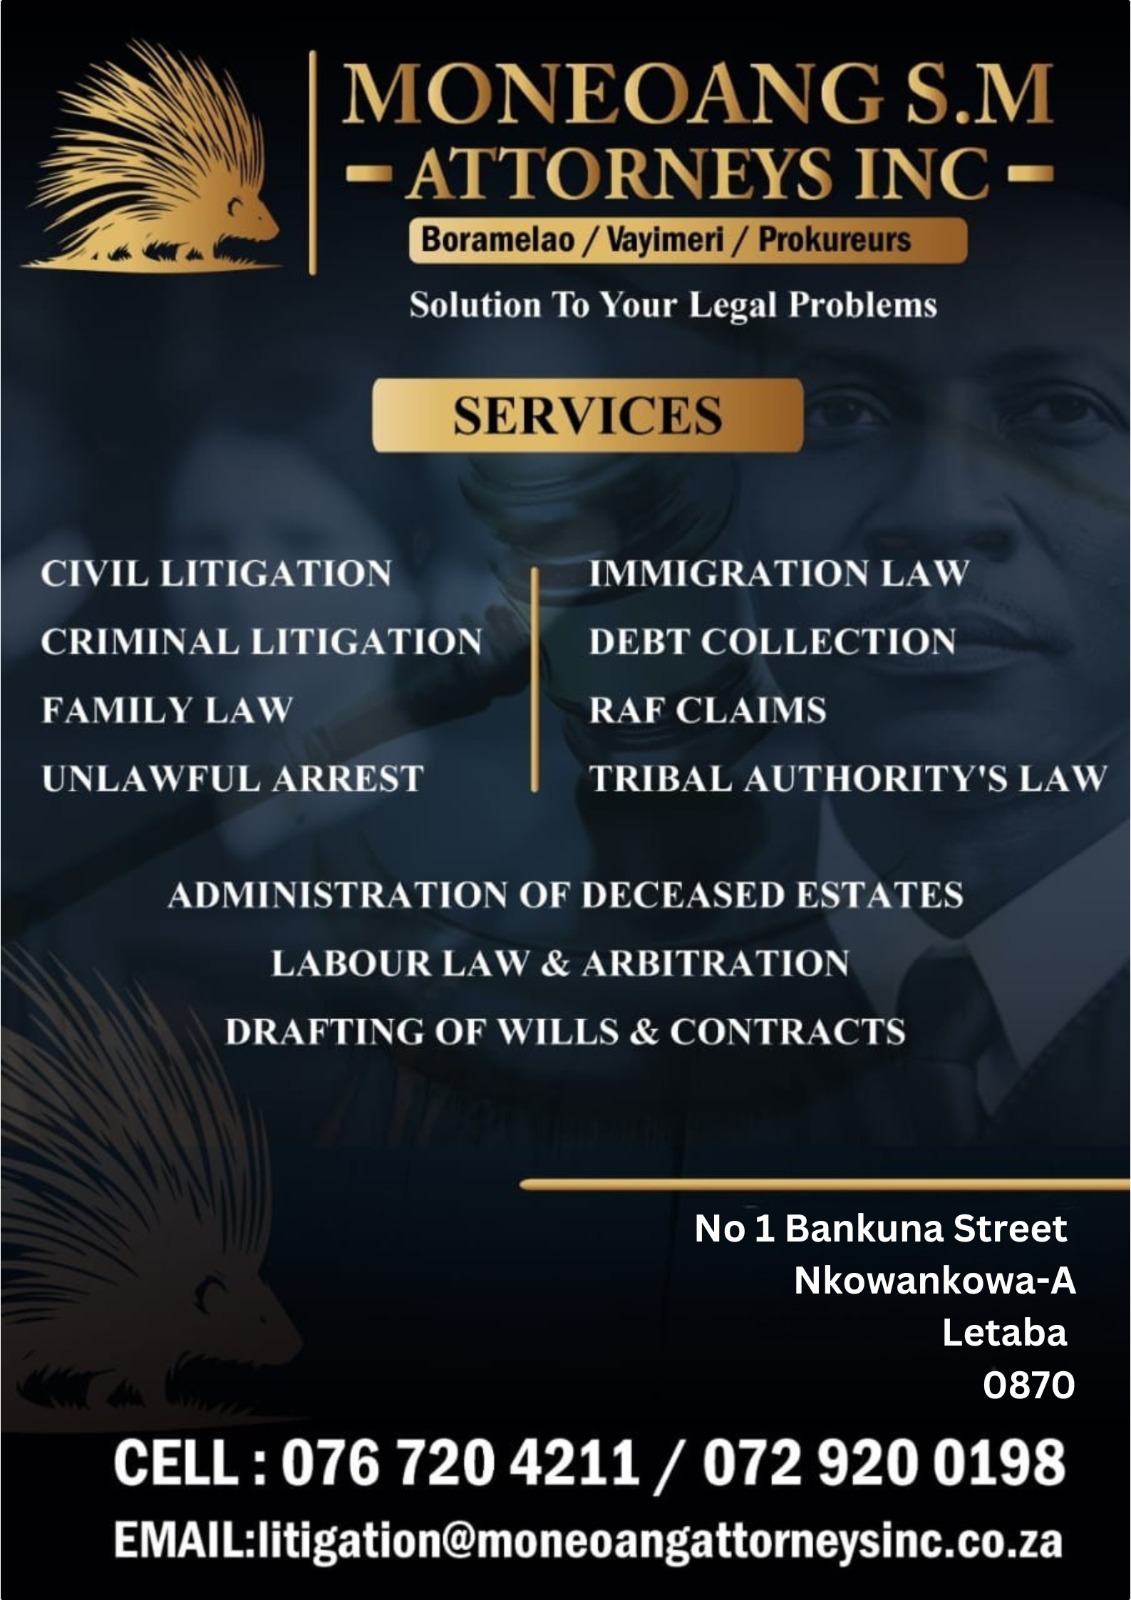 MONEOANG S.M
- ATTORNEYS INC -
Boramelao / Vayimeri / Prokureurs
Solution To Your Legal Problems
SERVICES
CIVIL LITIGATION
CRIMINAL LITIGATION
FAMILY LAW
UNLAWFUL ARREST
IMMIGRATION LAW
DEBT COLLECTION
RAF CLAIMS
TRIBAL AUTHORITY'S LAW
ADMINISTRATION OF DECEASED ESTATES
LABOUR LAW & ARBITRATION
DRAFTING OF WILLS & CONTRACTS
No 1 Bankuna Street
Nkowankowa-A
Letaba
0870
CELL : 076 720 4211 / 072 920 0198
EMAIL:litigation@moneoangattorneysinc.co.za